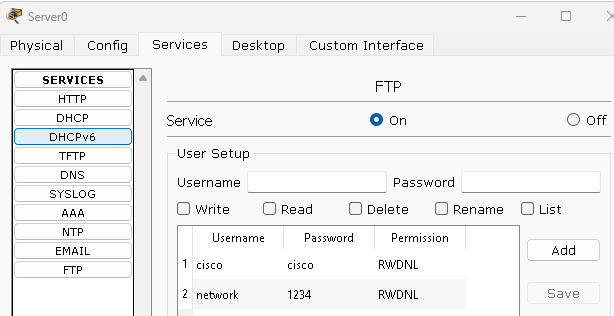 Server0
Physical Config Services Desktop Custom Interface
SERVICES
HTTP
DHCP
DHCPv6
TFTP
DNS
SYSLOG
AAA
NTP
EMAIL
FTP
FTP
Service On Off
User Setup
Username Password
Write Read Delete Rename List
Username Password Permission
1 cisco cisco RWDNL
2 network 1234 RWDNL
Add
Save